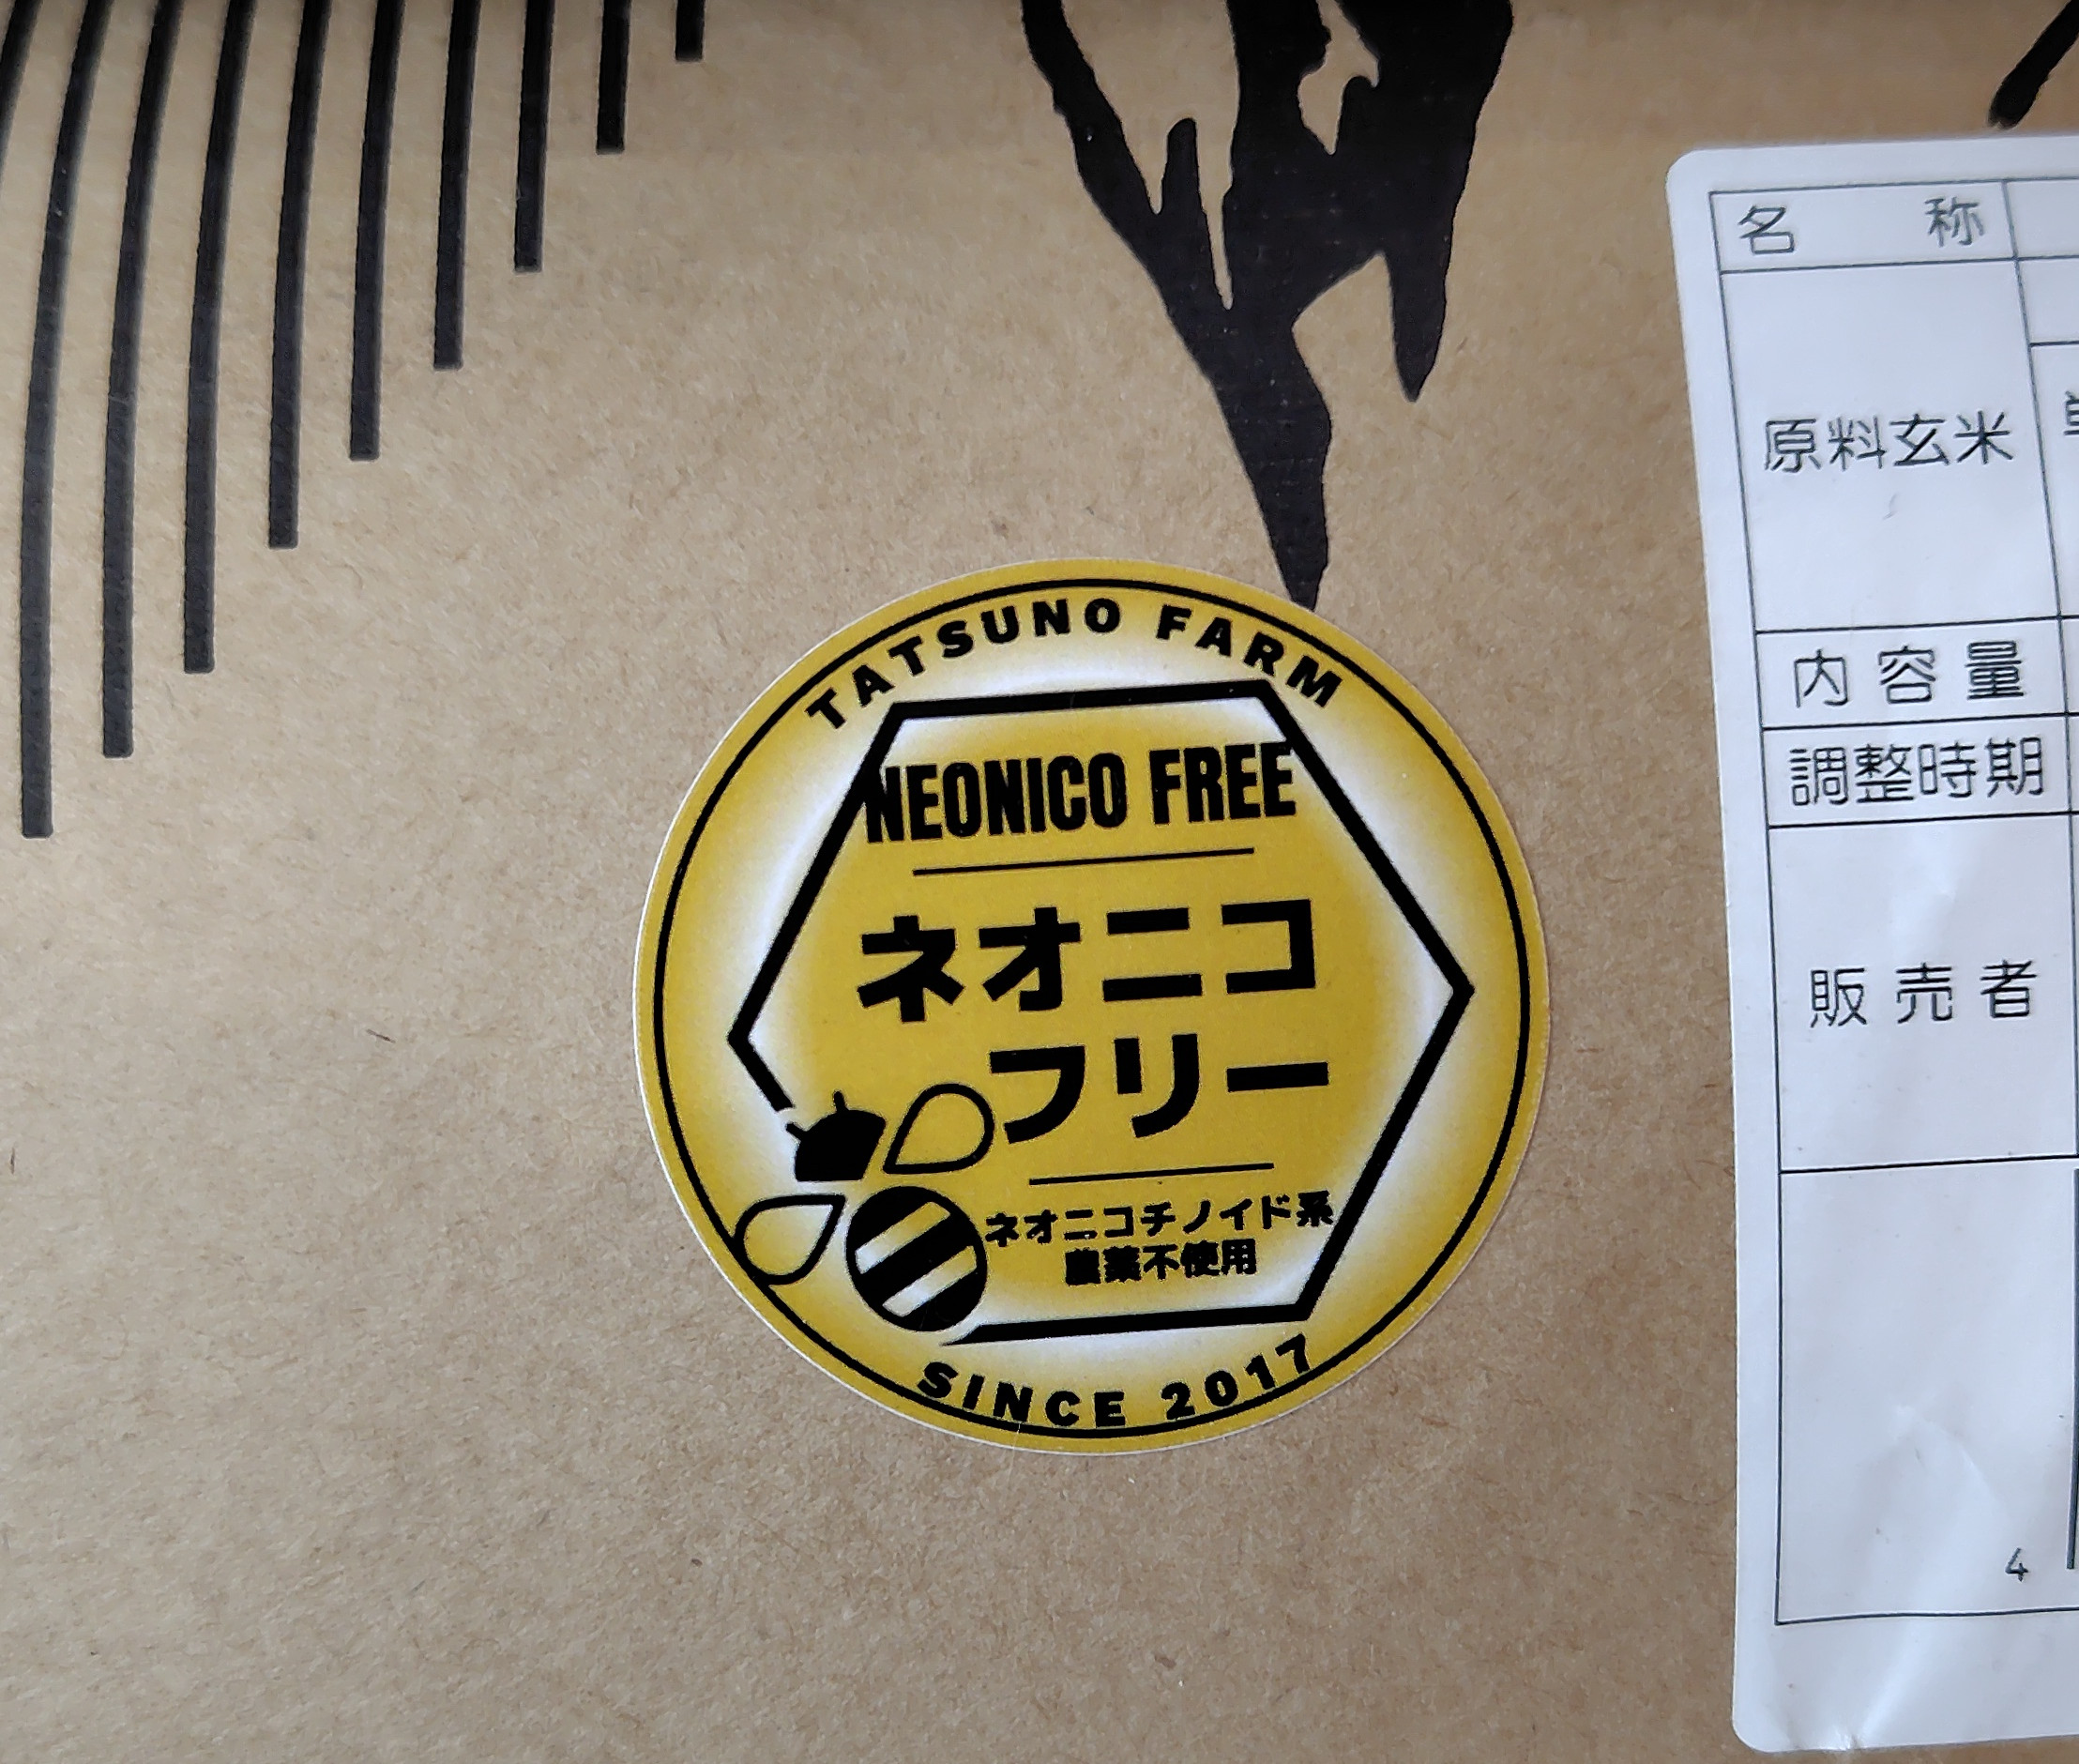 TATSUNO FARM
NEONICO FREE
ネオニコ
フリー
ネオニコチノイド系
農薬不使用
SINCE 2017
名 称
原料玄米
内容量
調整時期
販売者
4